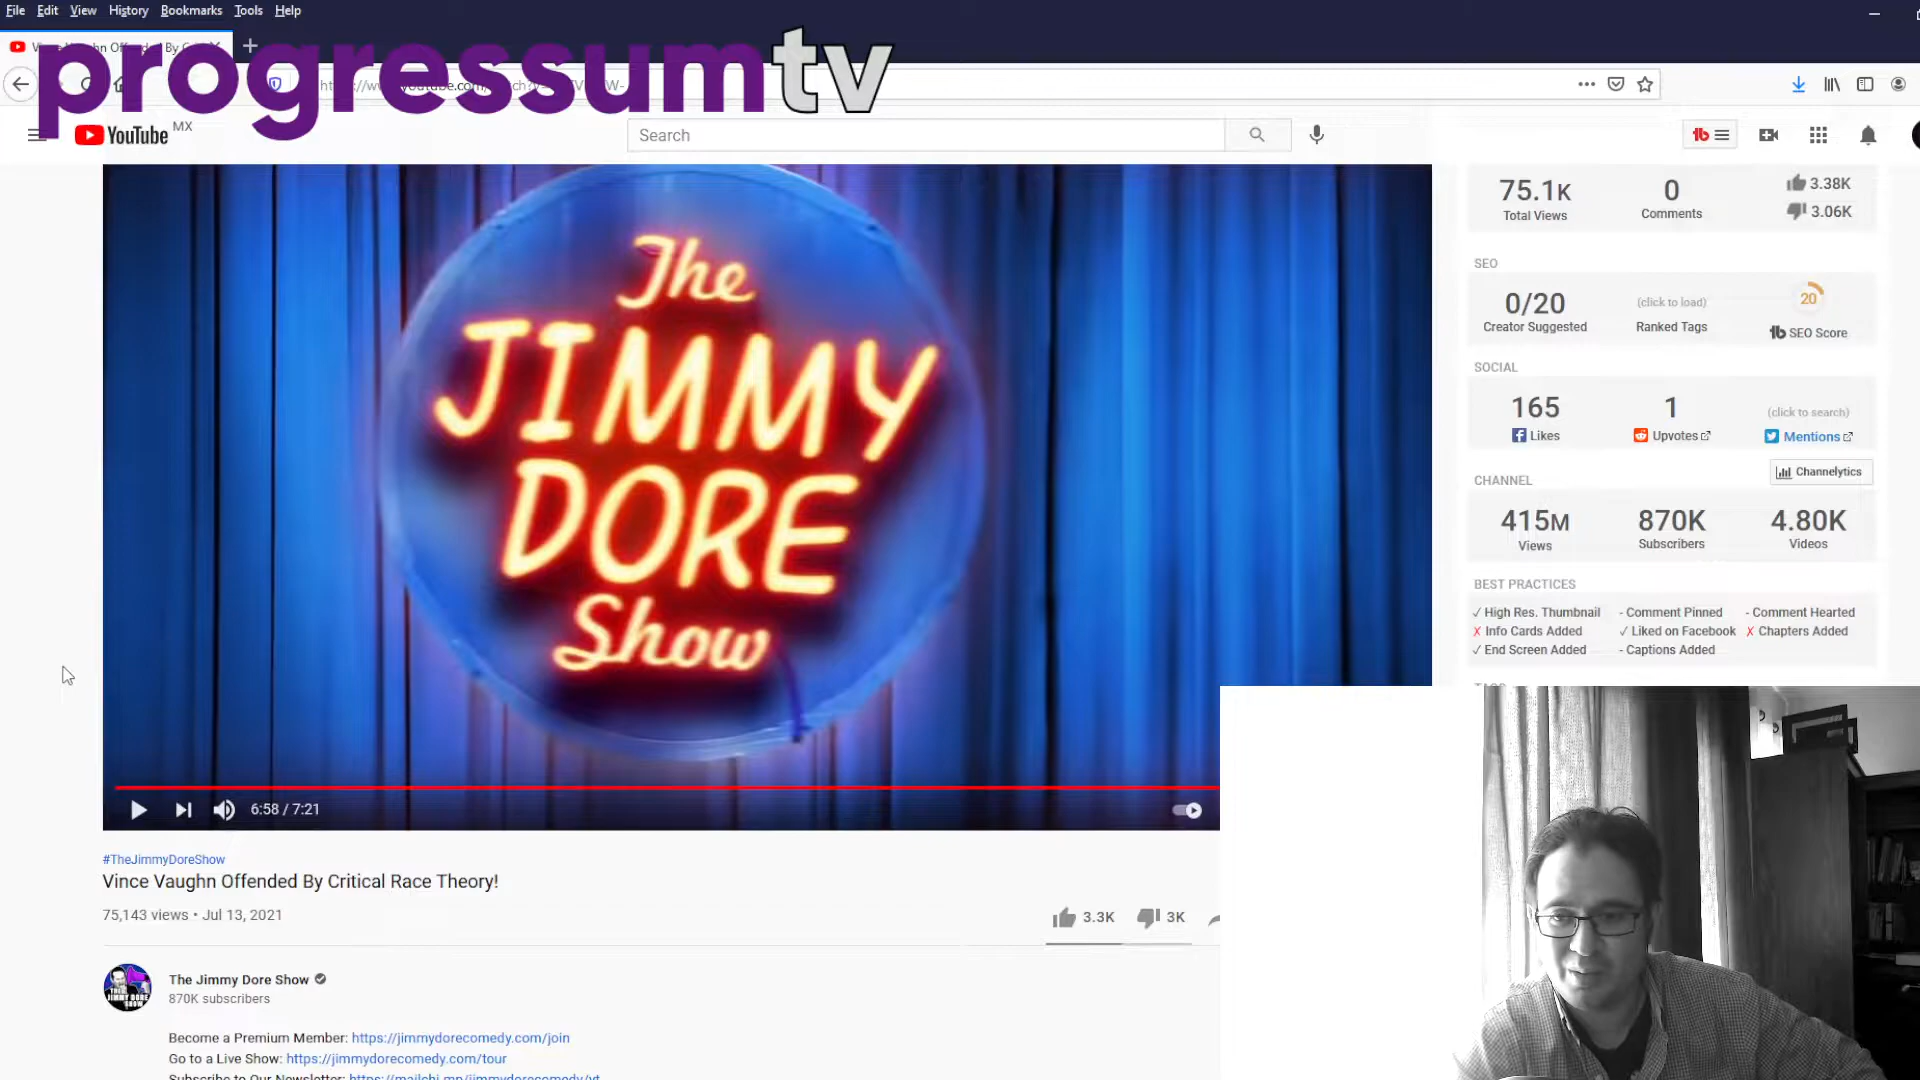 File Edit View History Bookmarks Tools Help
progressumtv
YouTube MX
Search
The
JIMMY
DORE
Show
6:58 / 7:21
#TheJimmyDoreShow
Vince Vaughn Offended By Critical Race Theory!
75,143 views • Jul 13, 2021
3.3K 3K
The Jimmy Dore Show
870K subscribers
Become a Premium Member: https://jimmydorecomedy.com/join
Go to a Live Show: https://jimmydorecomedy.com/tour
Subscribe to Our Newsletter:
75.1K 0 3.38K
Total Views Comments 3.06K
SEO
0/20 (click to load) 20
Creator Suggested Ranked Tags SEO Score
SOCIAL
165 1 (click to search)
Likes Upvotes Mentions
CHANNEL Channelytics
415M 870K 4.80K
Views Subscribers Videos
BEST PRACTICES
✓ High Res. Thumbnail - Comment Pinned - Comment Hearted
✗ Info Cards Added ✓ Liked on Facebook ✗ Chapters Added
✓ End Screen Added - Captions Added